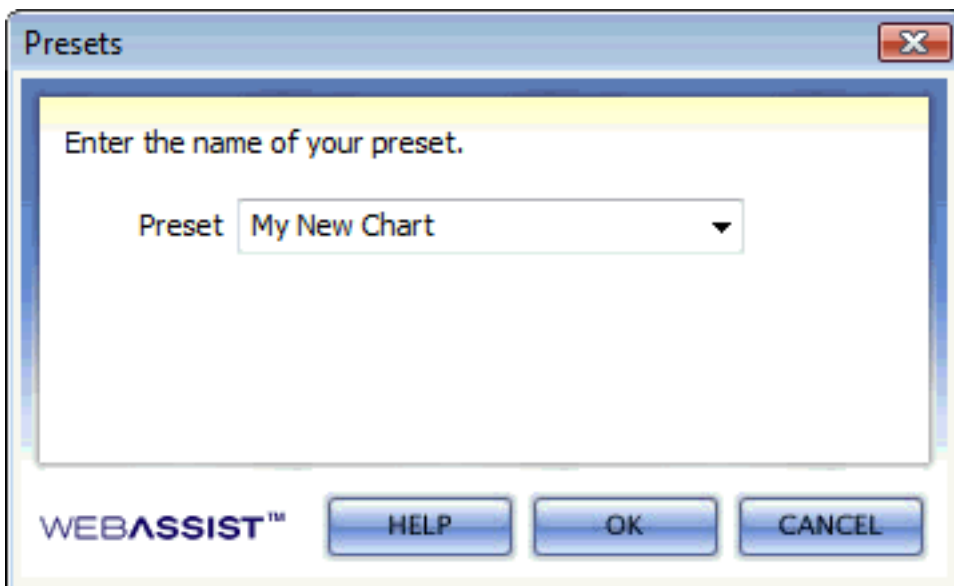 Presets
Enter the name of your preset.
Preset My New Chart
WEBASSIST™ HELP OK CANCEL